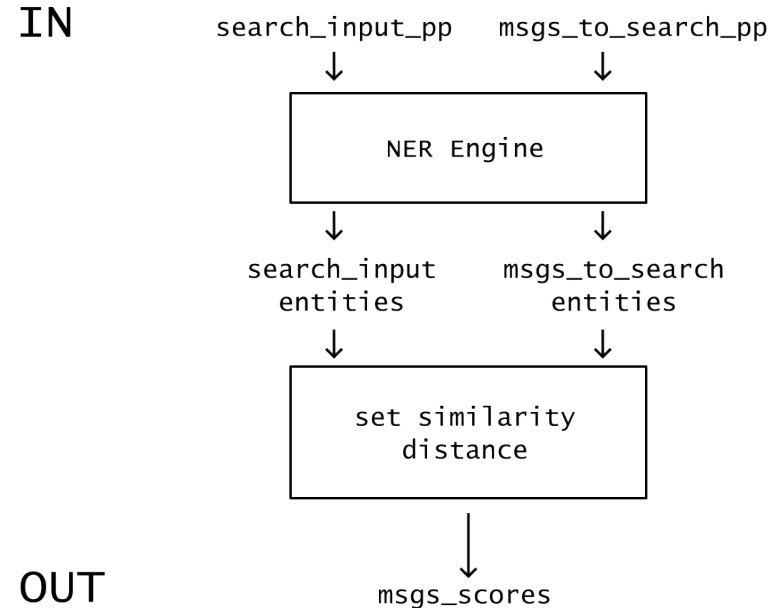 IN
search_input_pp msgs_to_search_pp
NER Engine
search_input msgs_to_search
entities entities
set similarity
distance
OUT
msgs_scores